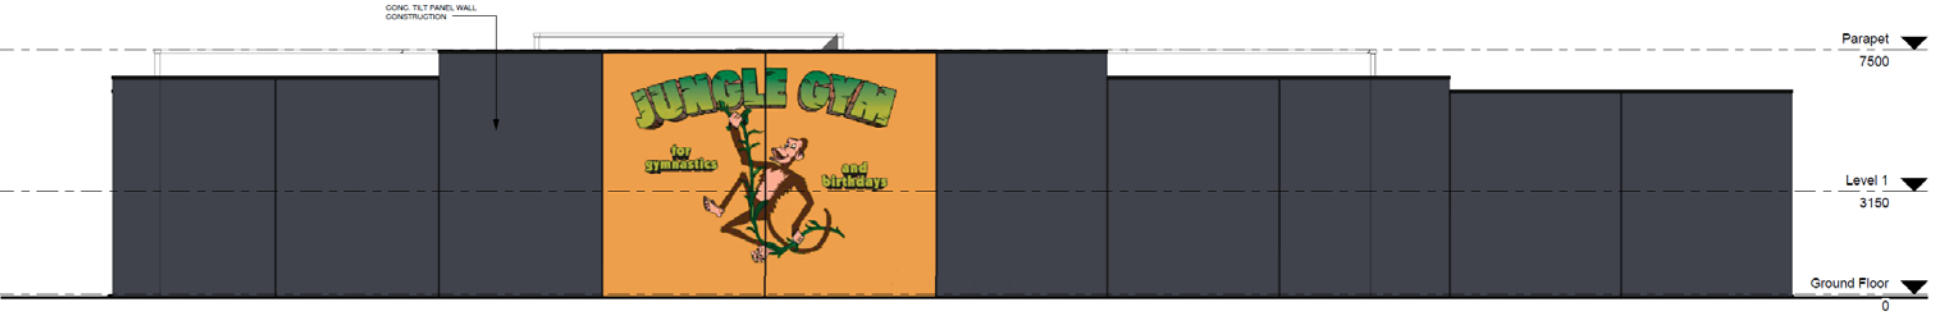 CONC. TILT PANEL WALL
CONSTRUCTION
Parapet
7500
JUNGLE GYM
for
gymnastics
and
birthdays
Level 1
3150
Ground Floor
0